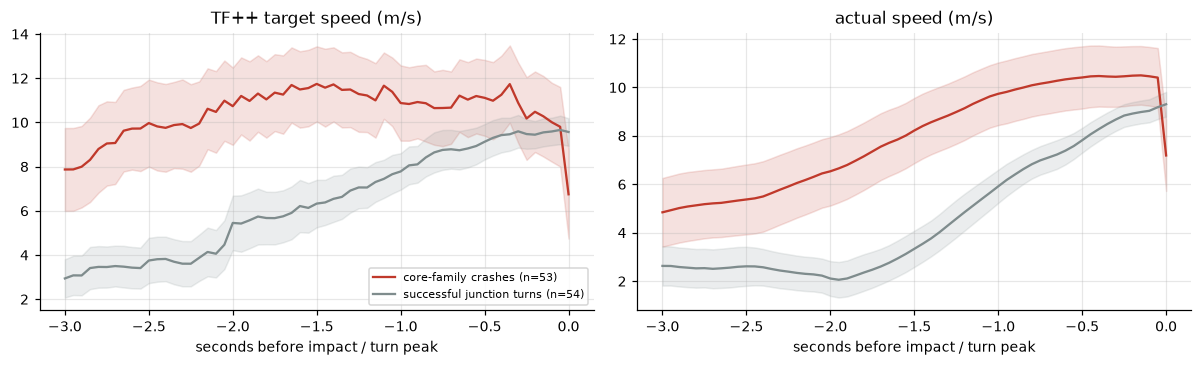 TF++ target speed (m/s)
14
12
10
8
6
4
2
core-family crashes (n=53)
successful junction turns (n=54)
−3.0 −2.5 −2.0 −1.5 −1.0 −0.5 0.0
seconds before impact / turn peak
actual speed (m/s)
12
10
8
6
4
2
−3.0 −2.5 −2.0 −1.5 −1.0 −0.5 0.0
seconds before impact / turn peak